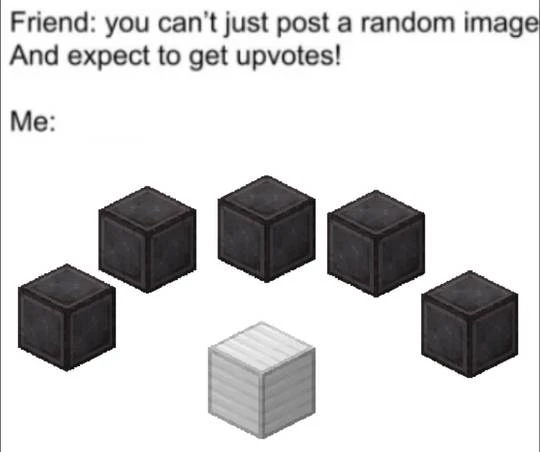 Friend: you can't just post a random image
And expect to get upvotes!
Me: